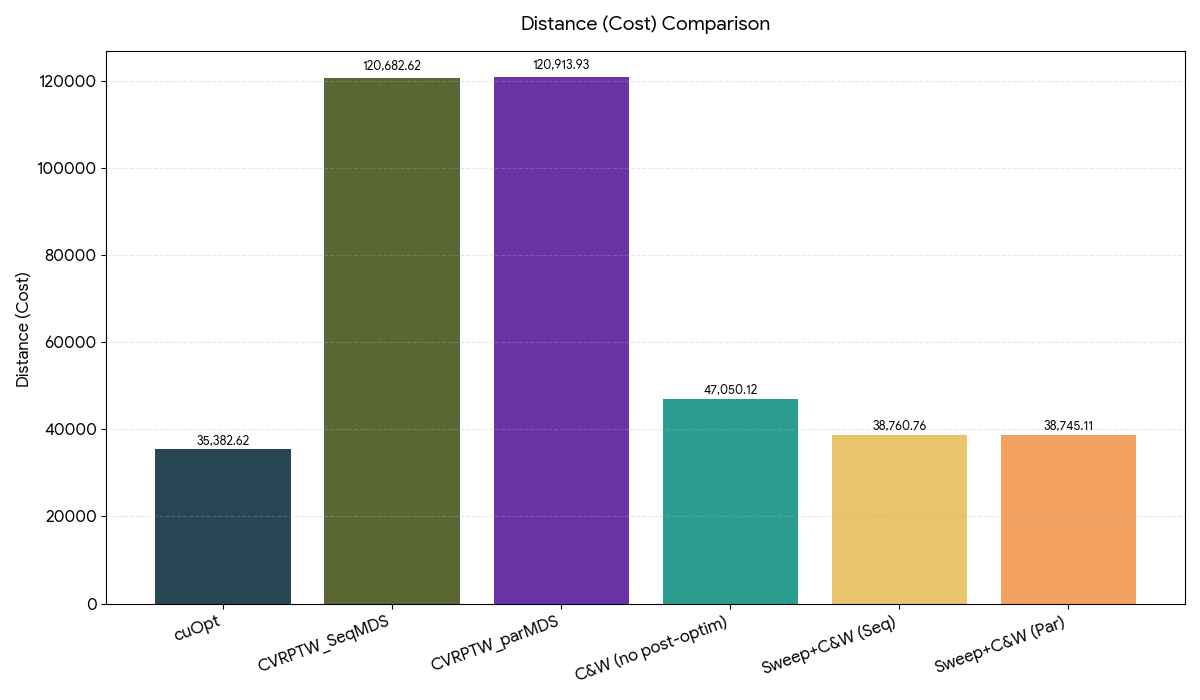 Distance (Cost) Comparison
Distance (Cost)
120000
100000
80000
60000
40000
20000
0
35,382.62
120,682.62
120,913.93
47,050.12
38,760.76
38,745.11
cuOpt
CVRPTW_SeqMDS
CVRPTW_parMDS
C&W (no post-optim)
Sweep+C&W (Seq)
Sweep+C&W (Par)